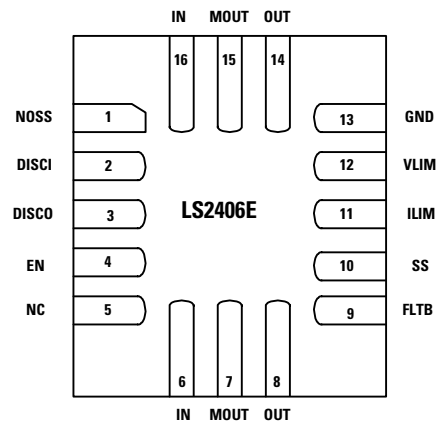 IN MOUT OUT
16 15 14
NOSS 1 13 GND
DISCI 2 12 VLIM
DISCO 3 LS2406E 11 ILIM
EN 4 10 SS
NC 5 9 FLTB
6 7 8
IN MOUT OUT